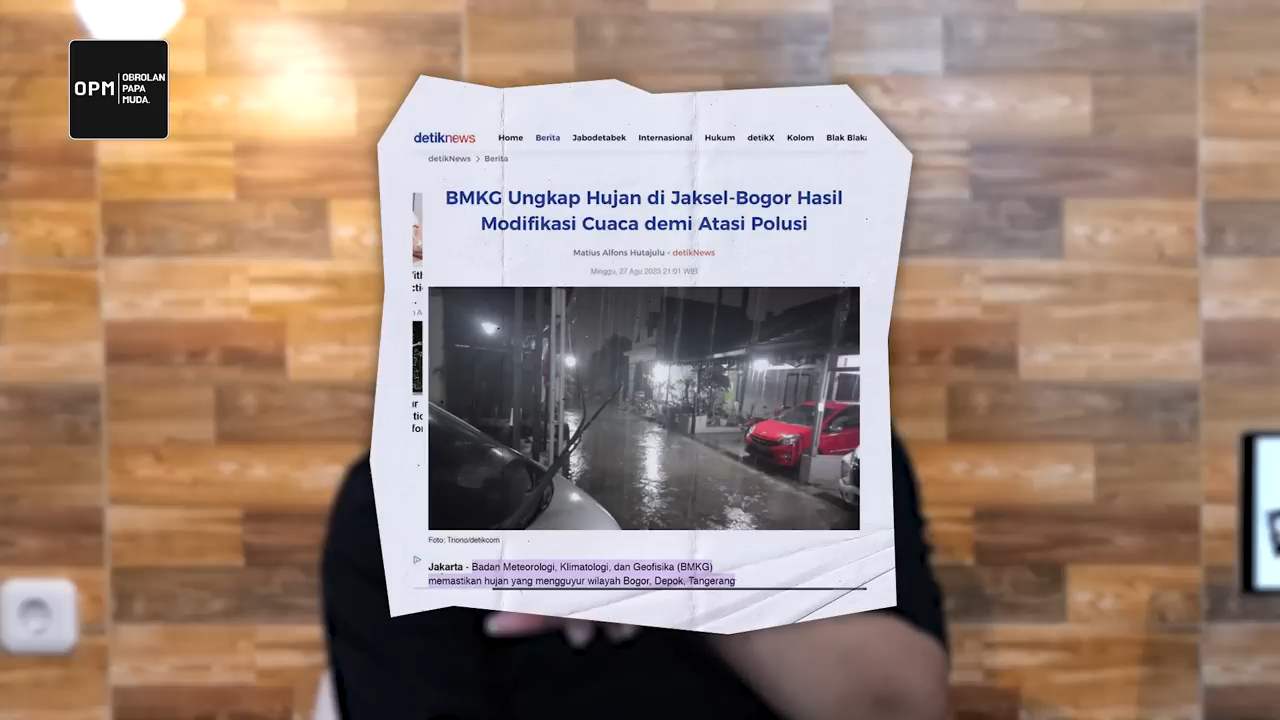 OPM
OBROLAN
PAPA
MUDA.
detiknews
Home Berita Jabodetabek Internasional Hukum detikX Kolom Blak
detikNews > Berita
BMKG Ungkap Hujan di Jaksel-Bogor Hasil
Modifikasi Cuaca demi Atasi Polusi
Matius Alfons Hutajulu - detikNews
Minggu, 27 Agu 2023 21:01 WIB
Foto: Triono/detikcom
Jakarta - Badan Meteorologi, Klimatologi, dan Geofisika (BMKG)
memastikan hujan yang mengguyur wilayah Bogor, Depok, Tangerang